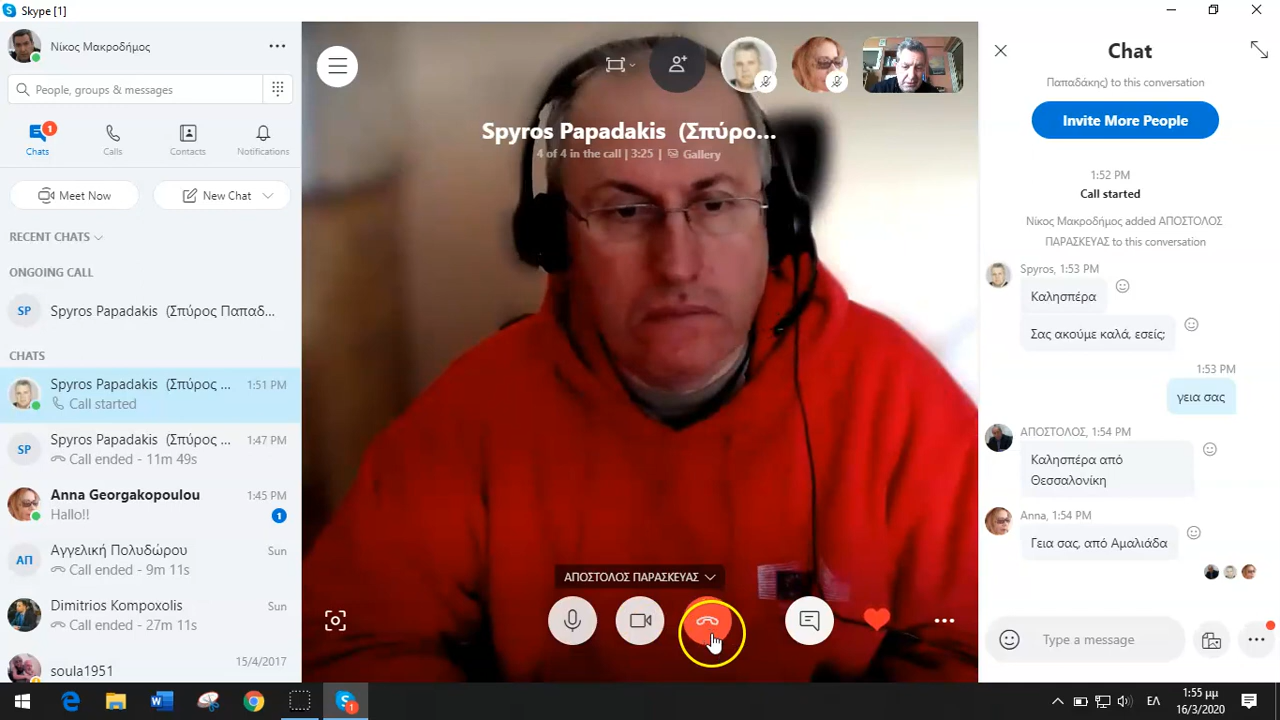 Skype [1]
Νίκος Μακροδήμος
People, groups & messages
1
Chats
Calls
Contacts
Notifications
Meet Now
New Chat
RECENT CHATS
ONGOING CALL
SP
Spyros Papadakis (Σπύρος Παπαδ...
CHATS
Spyros Papadakis (Σπύρος ...
1:51 PM
Call started
SP
Spyros Papadakis (Σπύρος ...
1:47 PM
Call ended - 11m 49s
Anna Georgakopoulou
1:45 PM
Hallo!!
1
ΑΠ
Αγγελική Πολυδώρου
Sun
Call ended - 9m 11s
Dimitrios Kompoxolis
Sun
Call ended - 27m 11s
soula1951
15/4/2017
Spyros Papadakis (Σπύρο...
4 of 4 in the call | 3:25 | Gallery
ΑΠΟΣΤΟΛΟΣ ΠΑΡΑΣΚΕΥΑΣ
Chat
Παπαδάκης) to this conversation
Invite More People
1:52 PM
Call started
Νίκος Μακροδήμος added ΑΠΟΣΤΟΛΟΣ
ΠΑΡΑΣΚΕΥΑΣ to this conversation
Spyros, 1:53 PM
Καλησπέρα
Σας ακούμε καλά, εσείς;
1:53 PM
γεια σας
ΑΠΟΣΤΟΛΟΣ, 1:54 PM
Καλησπέρα από
Θεσσαλονίκη
Anna, 1:54 PM
Γεια σας, από Αμαλιάδα
Type a message
1
ΕΛ
1:55 μμ
16/3/2020